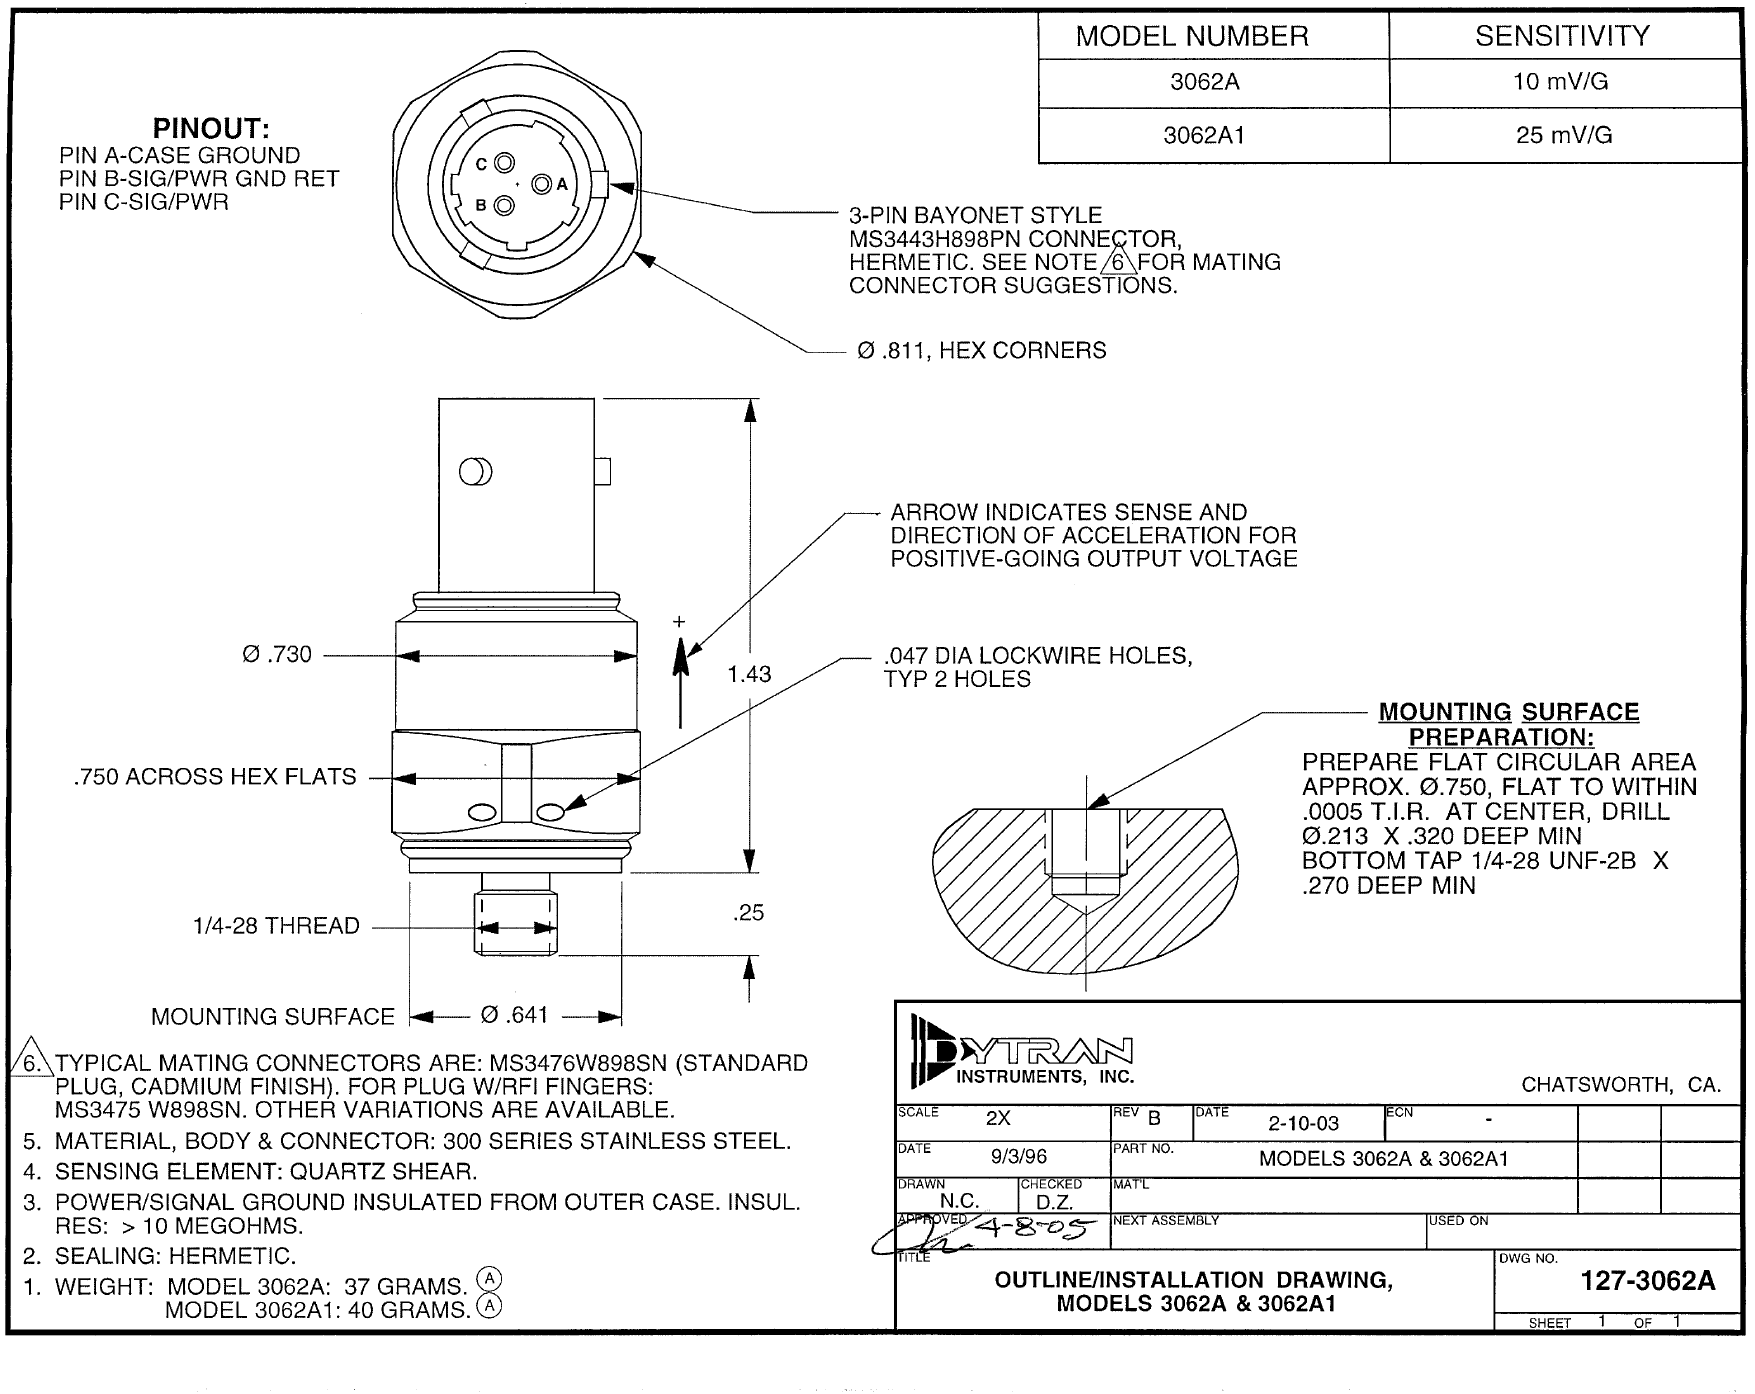 MODEL NUMBER SENSITIVITY
3062A 10 mV/G
3062A1 25 mV/G
PINOUT:
PIN A-CASE GROUND
PIN B-SIG/PWR GND RET
PIN C-SIG/PWR
C
A
B
3-PIN BAYONET STYLE
MS3443H898PN CONNECTOR,
HERMETIC. SEE NOTE 6 FOR MATING
CONNECTOR SUGGESTIONS.
Ø .811, HEX CORNERS
ARROW INDICATES SENSE AND
DIRECTION OF ACCELERATION FOR
POSITIVE-GOING OUTPUT VOLTAGE
+
Ø .730
1.43
.047 DIA LOCKWIRE HOLES,
TYP 2 HOLES
.750 ACROSS HEX FLATS
MOUNTING SURFACE
PREPARATION:
PREPARE FLAT CIRCULAR AREA
APPROX. Ø.750, FLAT TO WITHIN
.0005 T.I.R. AT CENTER, DRILL
Ø.213 X .320 DEEP MIN
BOTTOM TAP 1/4-28 UNF-2B X
.270 DEEP MIN
1/4-28 THREAD
.25
MOUNTING SURFACE
Ø .641
6. TYPICAL MATING CONNECTORS ARE: MS3476W898SN (STANDARD
PLUG, CADMIUM FINISH). FOR PLUG W/RFI FINGERS:
MS3475 W898SN. OTHER VARIATIONS ARE AVAILABLE.
5. MATERIAL, BODY & CONNECTOR: 300 SERIES STAINLESS STEEL.
4. SENSING ELEMENT: QUARTZ SHEAR.
3. POWER/SIGNAL GROUND INSULATED FROM OUTER CASE. INSUL.
RES: > 10 MEGOHMS.
2. SEALING: HERMETIC.
1. WEIGHT: MODEL 3062A: 37 GRAMS. A
MODEL 3062A1: 40 GRAMS. A
DYTRAN
INSTRUMENTS, INC.
CHATSWORTH, CA.
SCALE 2X REV B DATE 2-10-03 ECN -
DATE 9/3/96 PART NO. MODELS 3062A & 3062A1
DRAWN N.C. CHECKED D.Z. MAT'L
APPROVED 4-8-05 NEXT ASSEMBLY USED ON
TITLE
OUTLINE/INSTALLATION DRAWING,
MODELS 3062A & 3062A1
DWG NO.
127-3062A
SHEET 1 OF 1